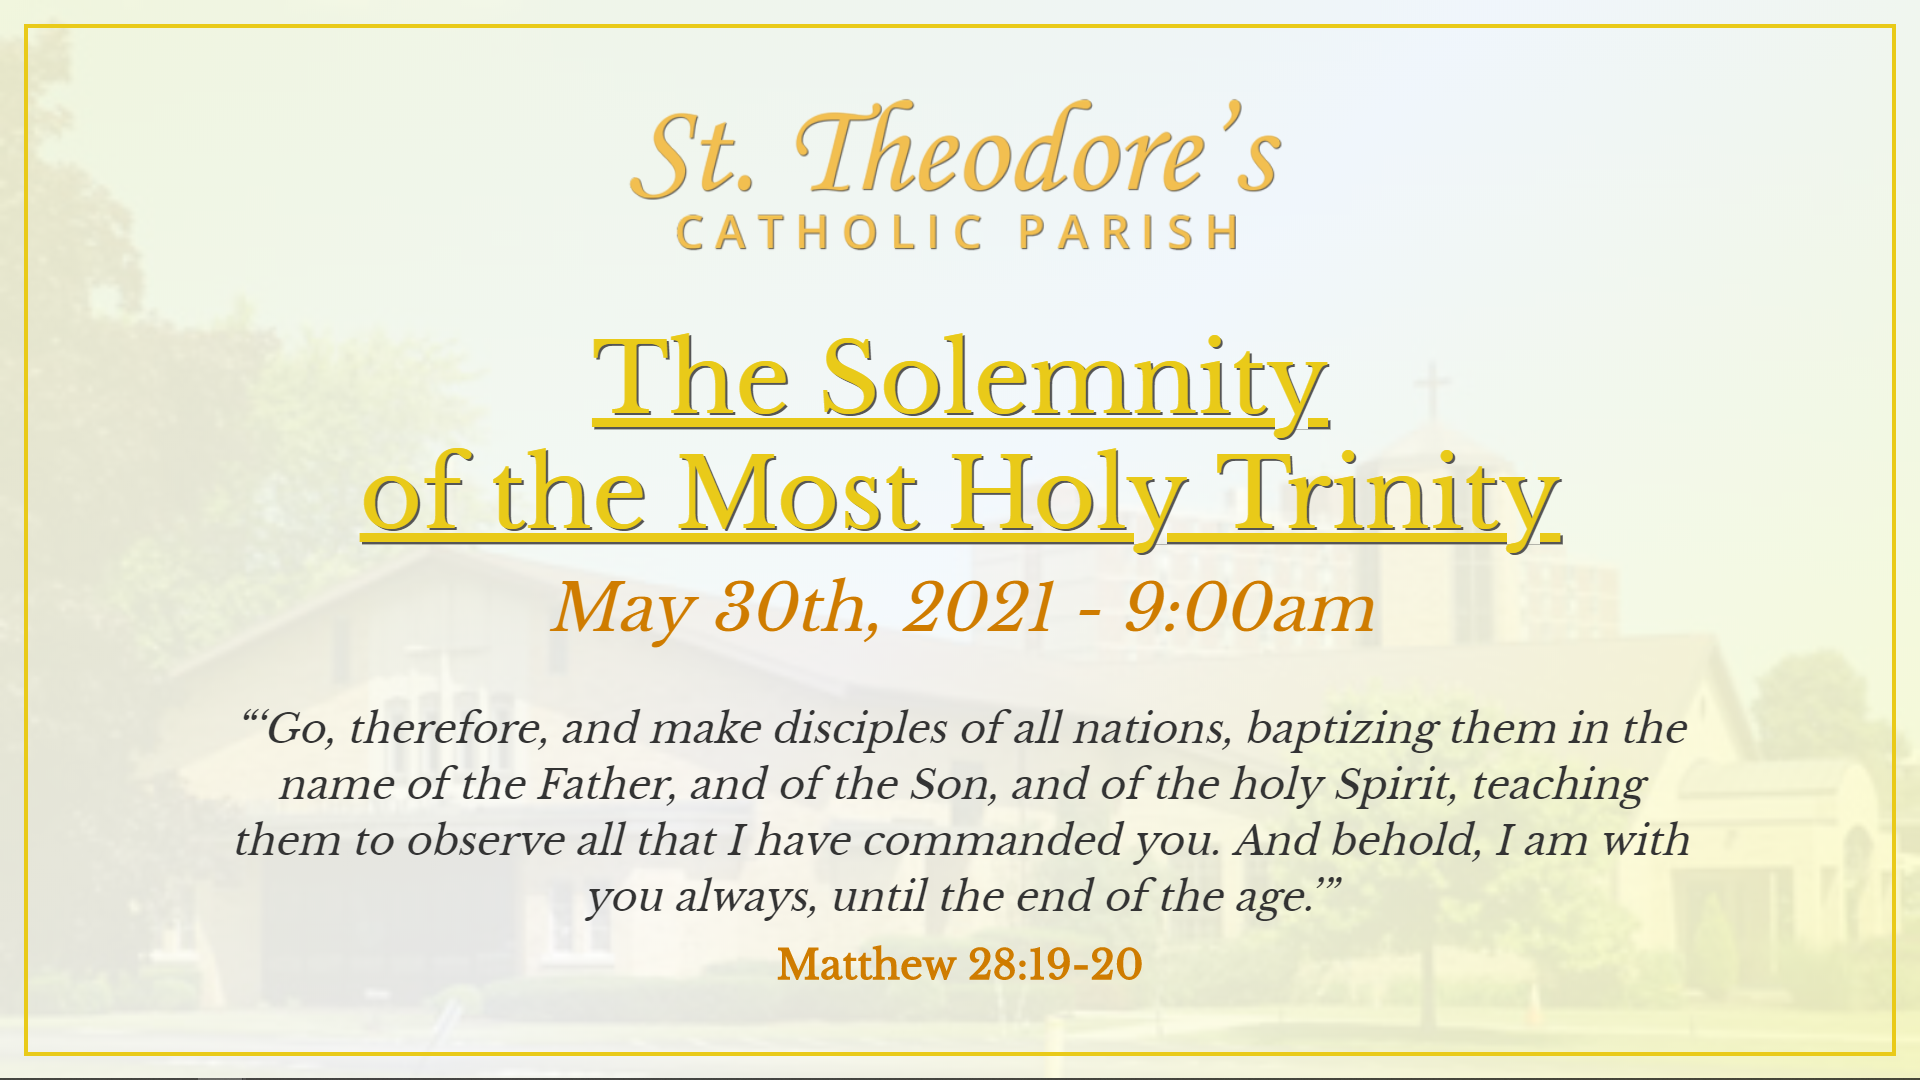 St. Theodore’s
CATHOLIC PARISH
The Solemnity
of the Most Holy Trinity
May 30th, 2021 - 9:00am
“‘Go, therefore, and make disciples of all nations, baptizing them in the
name of the Father, and of the Son, and of the holy Spirit, teaching
them to observe all that I have commanded you. And behold, I am with
you always, until the end of the age.’”
Matthew 28:19-20